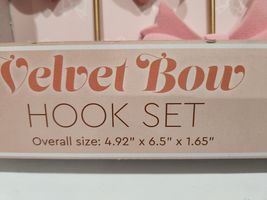 Velvet Bow
HOOK SET
Overall size: 4.92" x 6.5" x 1.65"